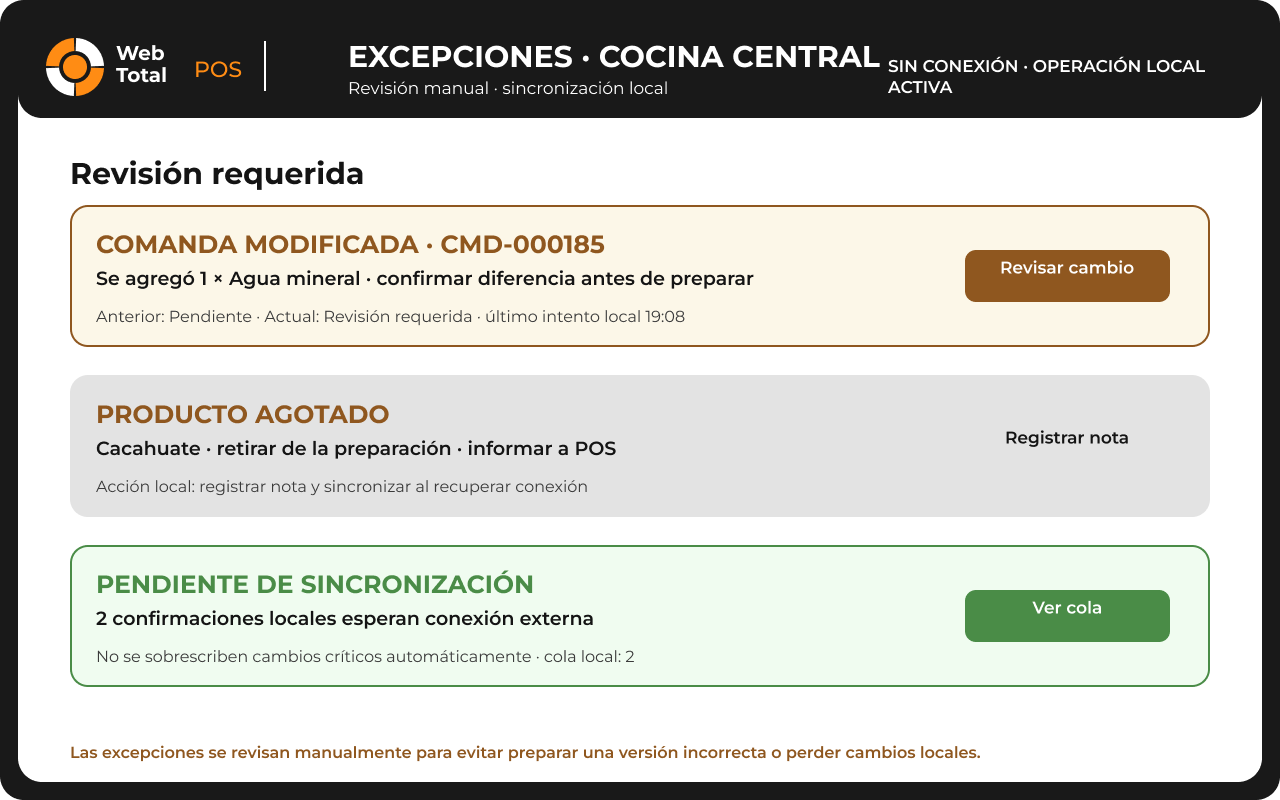 Web
Total
POS
EXCEPCIONES · COCINA CENTRAL
Revisión manual · sincronización local
SIN CONEXIÓN · OPERACIÓN LOCAL
ACTIVA
Revisión requerida
COMANDA MODIFICADA · CMD-000185
Se agregó 1 × Agua mineral · confirmar diferencia antes de preparar
Anterior: Pendiente · Actual: Revisión requerida · último intento local 19:08
Revisar cambio
PRODUCTO AGOTADO
Cacahuate · retirar de la preparación · informar a POS
Acción local: registrar nota y sincronizar al recuperar conexión
Registrar nota
PENDIENTE DE SINCRONIZACIÓN
2 confirmaciones locales esperan conexión externa
No se sobrescriben cambios críticos automáticamente · cola local: 2
Ver cola
Las excepciones se revisan manualmente para evitar preparar una versión incorrecta o perder cambios locales.